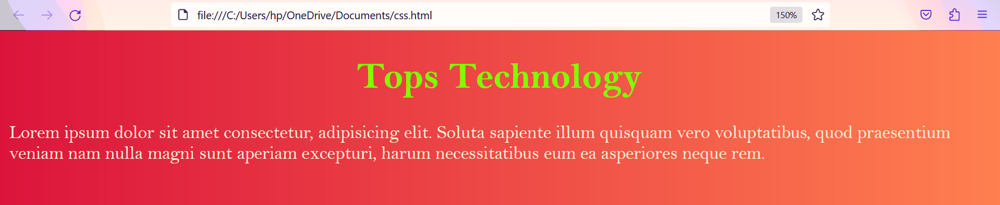 file:///C:/Users/hp/OneDrive/Documents/css.html
150%
Tops Technology
Lorem ipsum dolor sit amet consectetur, adipisicing elit. Soluta sapiente illum quisquam vero voluptatibus, quod praesentium
veniam nam nulla magni sunt aperiam excepturi, harum necessitatibus eum ea asperiores neque rem.